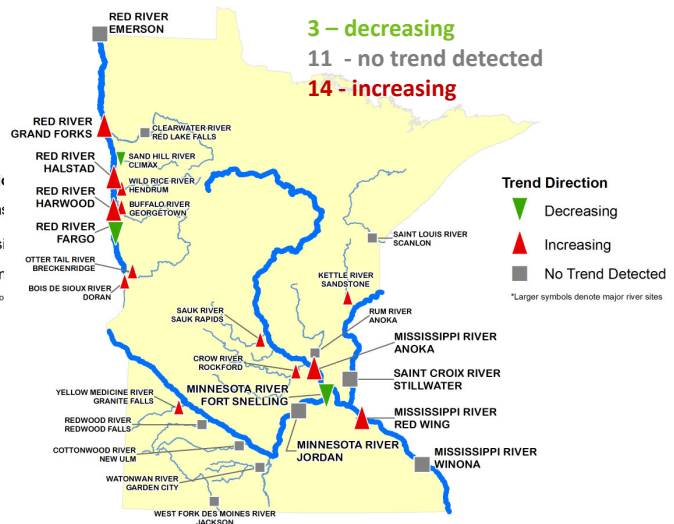 3 – decreasing
11 - no trend detected
14 - increasing
RED RIVER
EMERSON
RED RIVER
GRAND FORKS
CLEARWATER RIVER
RED LAKE FALLS
RED RIVER
HALSTAD
SAND HILL RIVER
CLIMAX
WILD RICE RIVER
HENDRUM
RED RIVER
HARWOOD
BUFFALO RIVER
GEORGETOWN
RED RIVER
FARGO
OTTER TAIL RIVER
BRECKENRIDGE
BOIS DE SIOUX RIVER
DORAN
SAINT LOUIS RIVER
SCANLON
KETTLE RIVER
SANDSTONE
SAUK RIVER
SAUK RAPIDS
RUM RIVER
ANOKA
CROW RIVER
ROCKFORD
MISSISSIPPI RIVER
ANOKA
MINNESOTA RIVER
FORT SNELLING
SAINT CROIX RIVER
STILLWATER
YELLOW MEDICINE RIVER
GRANITE FALLS
MISSISSIPPI RIVER
RED WING
REDWOOD RIVER
REDWOOD FALLS
MINNESOTA RIVER
JORDAN
COTTONWOOD RIVER
NEW ULM
MISSISSIPPI RIVER
WINONA
WATONWAN RIVER
GARDEN CITY
WEST FORK DES MOINES RIVER
JACKSON
Trend Direction
Decreasing
Increasing
No Trend Detected
*Larger symbols denote major river sites